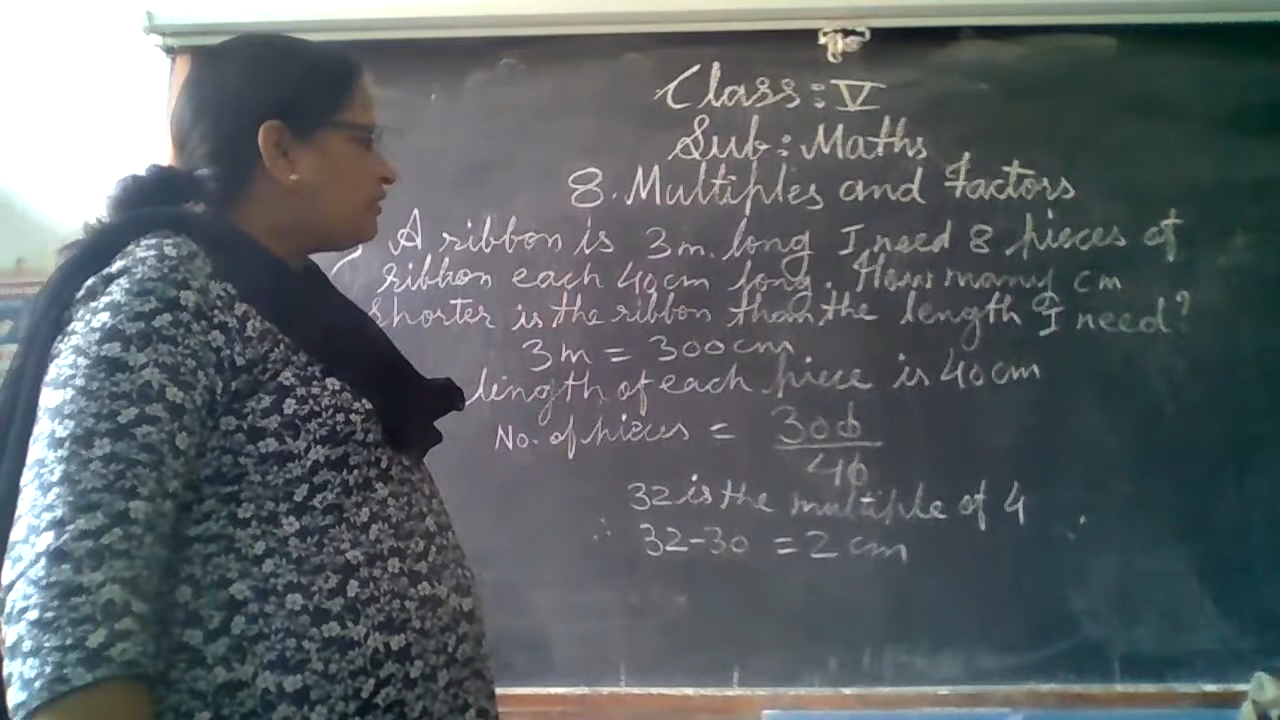 Class : V
Sub : Maths
8. Multiples and Factors
A ribbon is 3m. long I need 8 pieces of
ribbon each 40cm long. How many cm
shorter is the ribbon than the length I need?
3m = 300cm
length of each piece is 40cm
No. of pieces = 300
40
32 is the multiple of 4
∴ 32-30 = 2cm